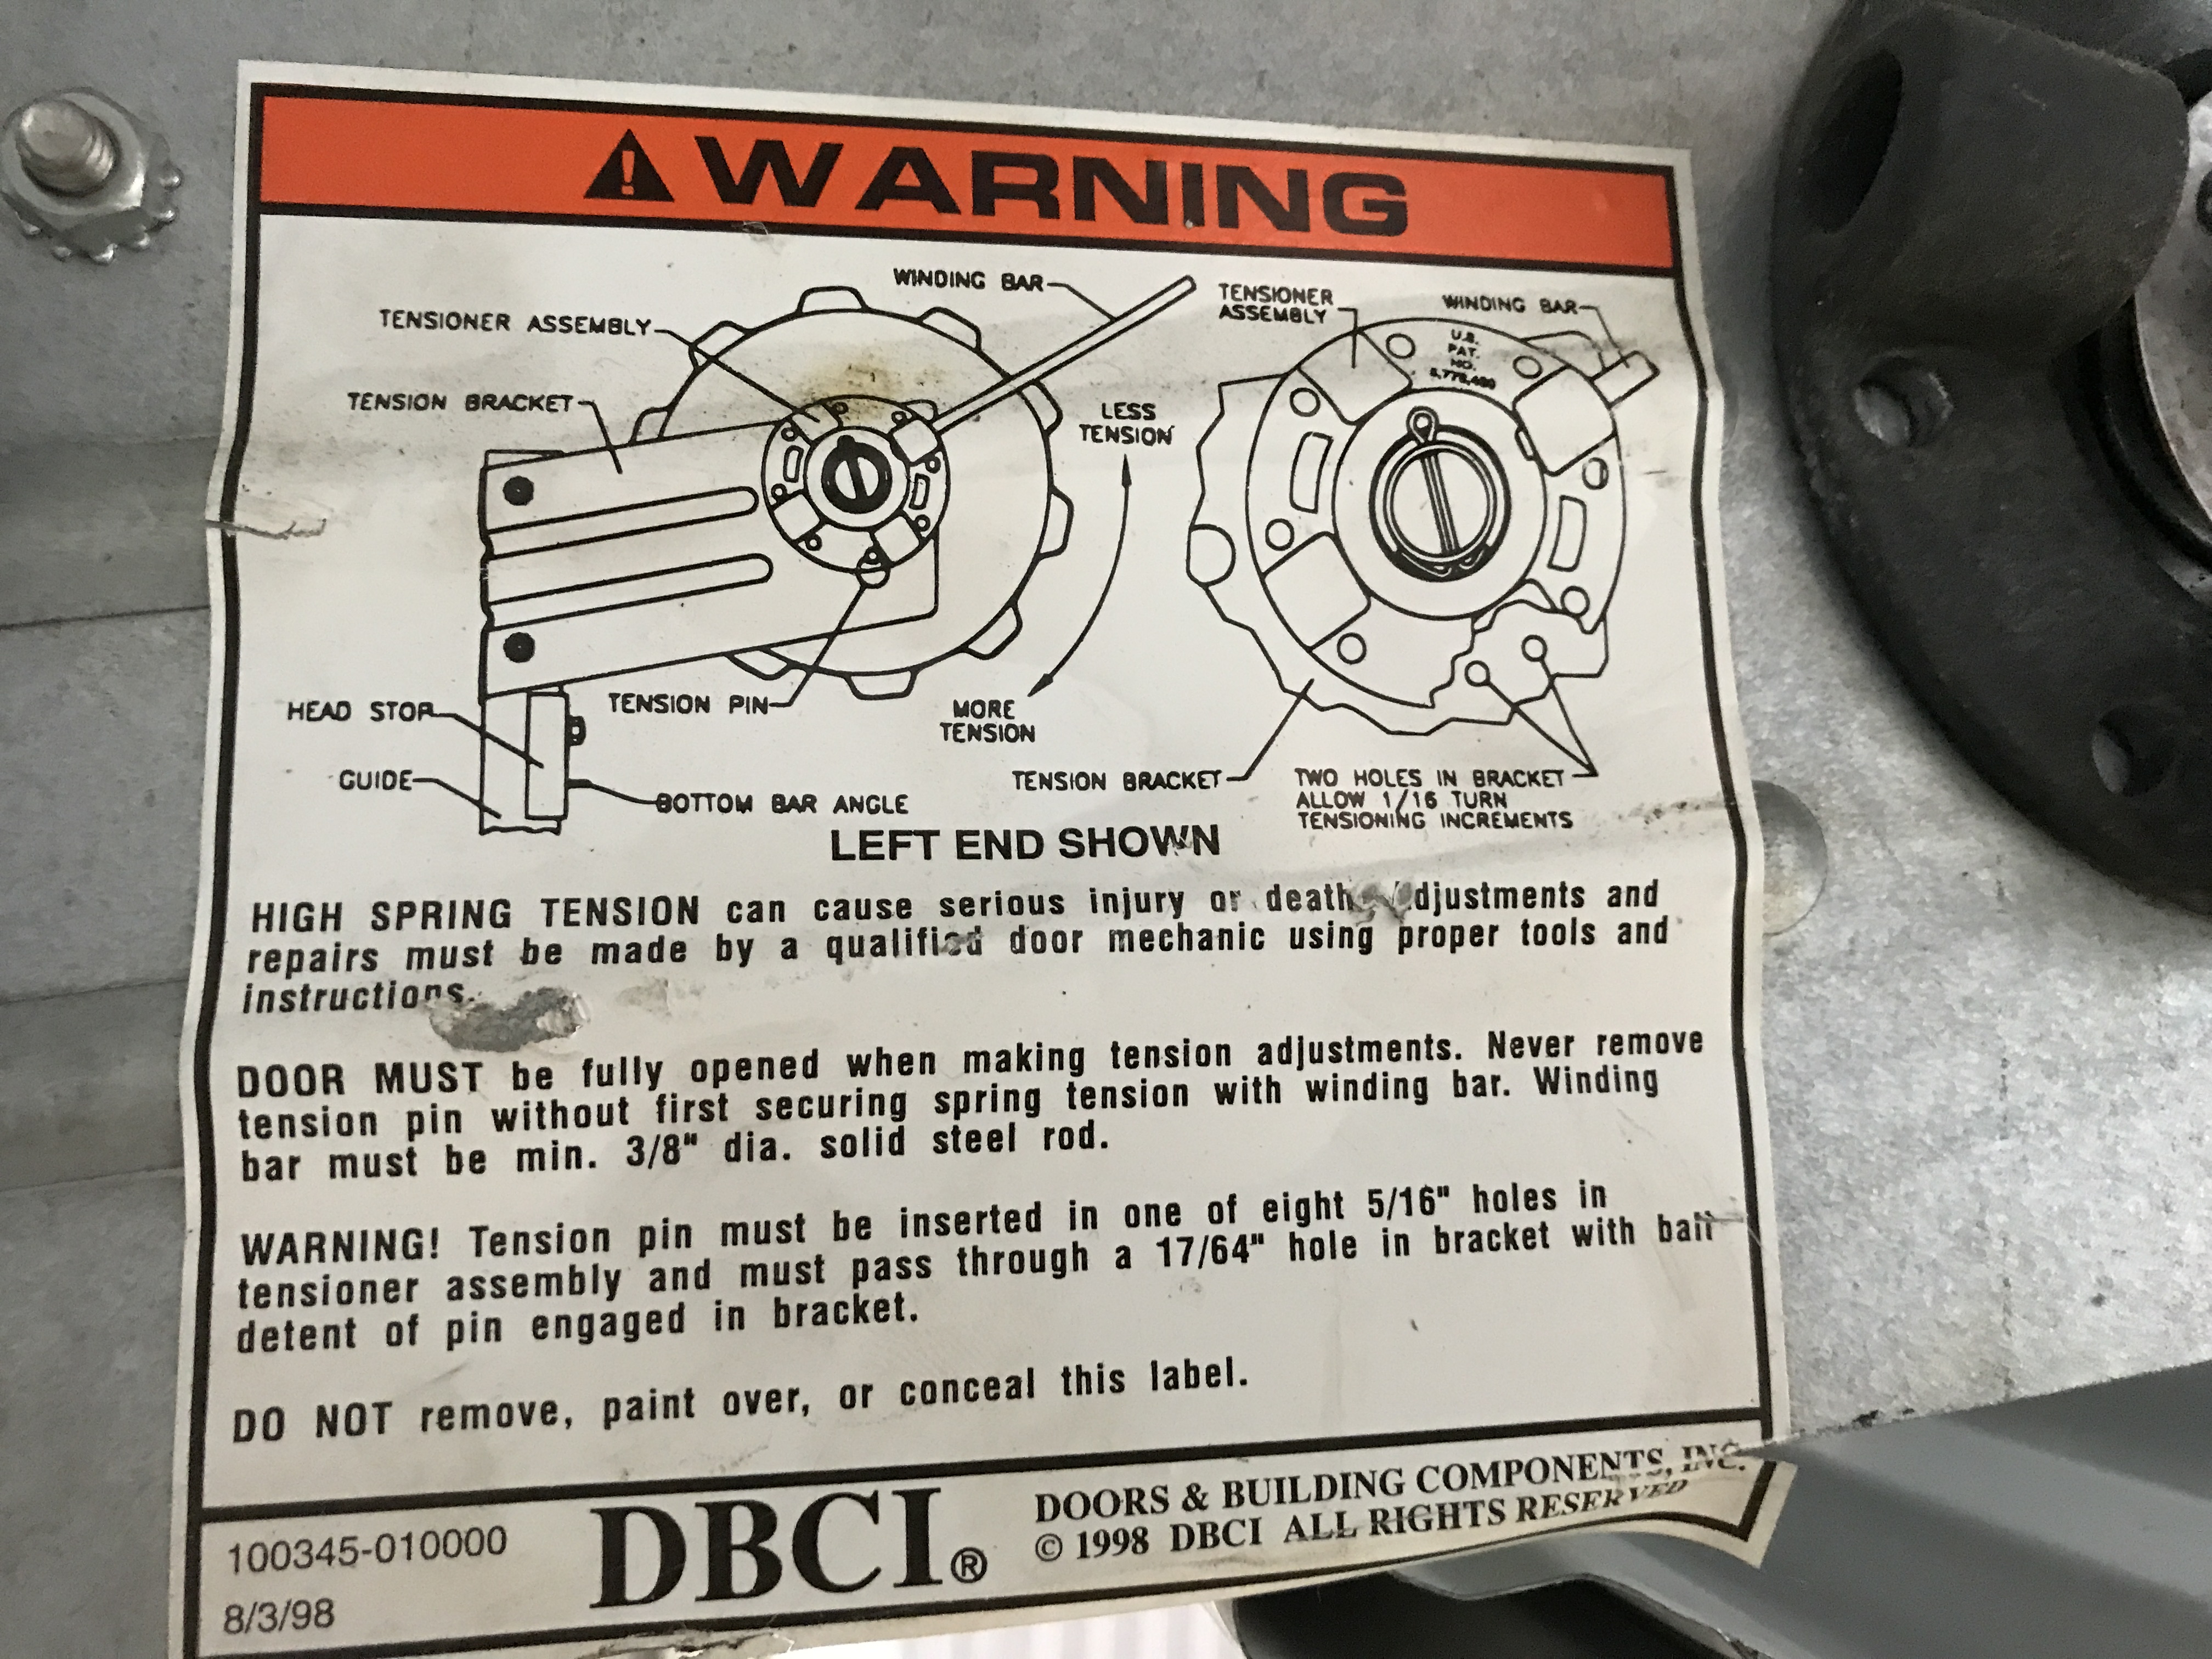 WARNING
WINDING BAR
TENSIONER ASSEMBLY
TENSION BRACKET
LESS
TENSION
TENSIONER
ASSEMBLY
WINDING BAR
U.S.
PAT.
NO.
HEAD STOP
TENSION PIN
MORE
TENSION
GUIDE
BOTTOM BAR ANGLE
TENSION BRACKET
TWO HOLES IN BRACKET
ALLOW 1/16 TURN
TENSIONING INCREMENTS
LEFT END SHOWN
HIGH SPRING TENSION can cause serious injury or death. Adjustments and
repairs must be made by a qualified door mechanic using proper tools and
instructions.
DOOR MUST be fully opened when making tension adjustments. Never remove
tension pin without first securing spring tension with winding bar. Winding
bar must be min. 3/8" dia. solid steel rod.
WARNING! Tension pin must be inserted in one of eight 5/16" holes in
tensioner assembly and must pass through a 17/64" hole in bracket with ball
detent of pin engaged in bracket.
DO NOT remove, paint over, or conceal this label.
100345-010000
8/3/98
DBCI®
DOORS & BUILDING COMPONENTS, INC.
© 1998 DBCI ALL RIGHTS RESERVED